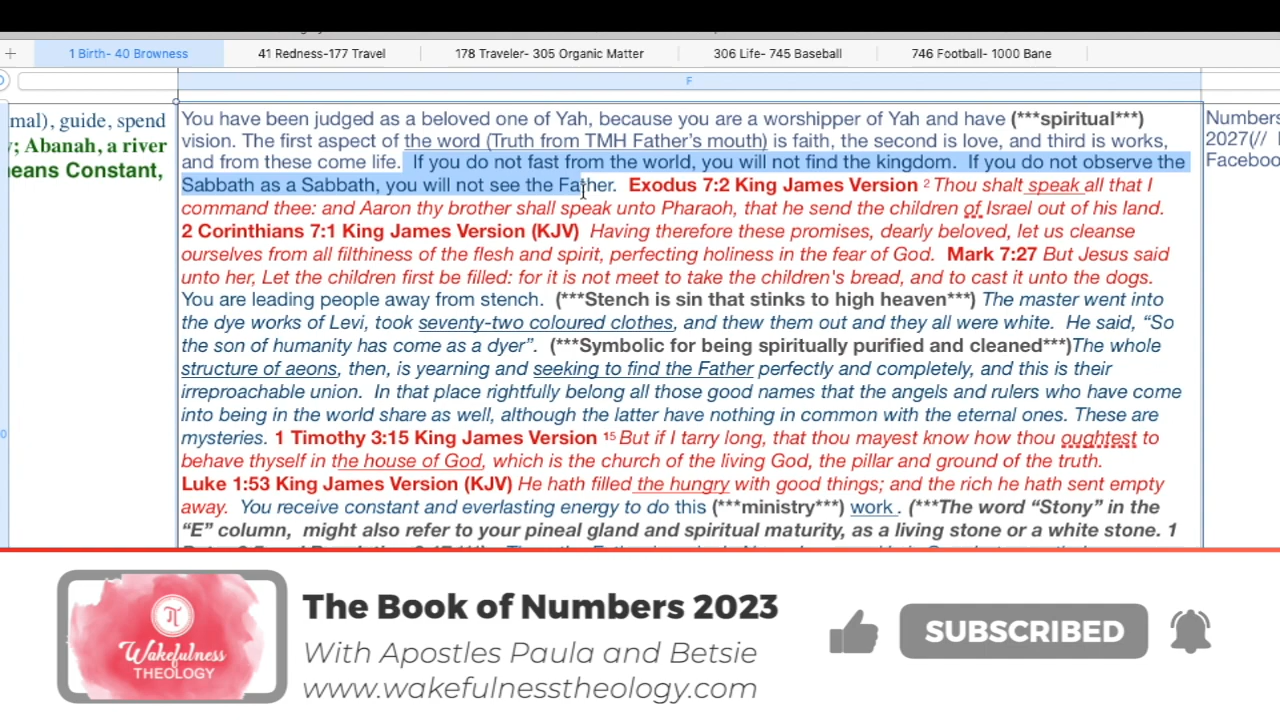 1 Birth- 40 Browness 41 Redness-177 Travel 178 Traveler- 305 Organic Matter 306 Life- 745 Baseball 746 Football- 1000 Bane
F
mal), guide, spend
; Abanah, a river
eans Constant,
You have been judged as a beloved one of Yah, because you are a worshipper of Yah and have (***spiritual***)
vision. The first aspect of the word (Truth from TMH Father's mouth) is faith, the second is love, and third is works,
and from these come life. If you do not fast from the world, you will not find the kingdom. If you do not observe the
Sabbath as a Sabbath, you will not see the Father. Exodus 7:2 King James Version 2 Thou shalt speak all that I
command thee: and Aaron thy brother shall speak unto Pharaoh, that he send the children of Israel out of his land.
2 Corinthians 7:1 King James Version (KJV) Having therefore these promises, dearly beloved, let us cleanse
ourselves from all filthiness of the flesh and spirit, perfecting holiness in the fear of God. Mark 7:27 But Jesus said
unto her, Let the children first be filled: for it is not meet to take the children's bread, and to cast it unto the dogs.
You are leading people away from stench. (***Stench is sin that stinks to high heaven***) The master went into
the dye works of Levi, took seventy-two coloured clothes, and thew them out and they all were white. He said, “So
the son of humanity has come as a dyer”. (***Symbolic for being spiritually purified and cleaned***)The whole
structure of aeons, then, is yearning and seeking to find the Father perfectly and completely, and this is their
irreproachable union. In that place rightfully belong all those good names that the angels and rulers who have come
into being in the world share as well, although the latter have nothing in common with the eternal ones. These are
mysteries. 1 Timothy 3:15 King James Version 15 But if I tarry long, that thou mayest know how thou oughtest to
behave thyself in the house of God, which is the church of the living God, the pillar and ground of the truth.
Luke 1:53 King James Version (KJV) He hath filled the hungry with good things; and the rich he hath sent empty
away. You receive constant and everlasting energy to do this (***ministry***) work . (***The word “Stony” in the
“E” column, might also refer to your pineal gland and spiritual maturity, as a living stone or a white stone. 1
Numbers
2027(//
Faceboo
Wakefulness
THEOLOGY
The Book of Numbers 2023
With Apostles Paula and Betsie
www.wakefulnesstheology.com
SUBSCRIBED